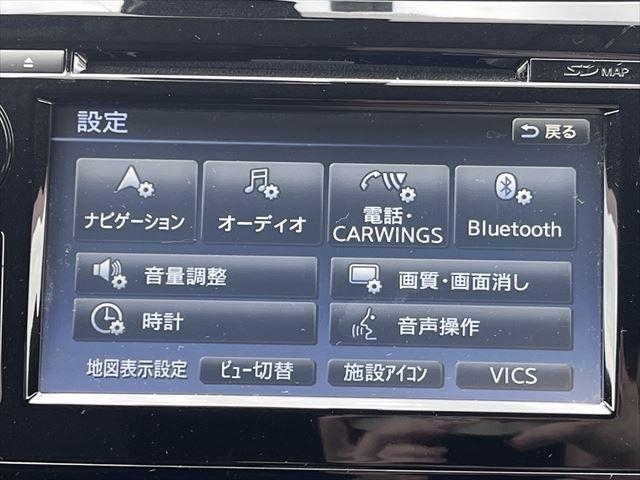 SD MAP
設定
戻る
ナビゲーション
オーディオ
電話・
CARWINGS
Bluetooth
音量調整
画質・画面消し
時計
音声操作
地図表示設定
ﾋﾞｭｰ切替
施設ｱｲｺﾝ
VICS